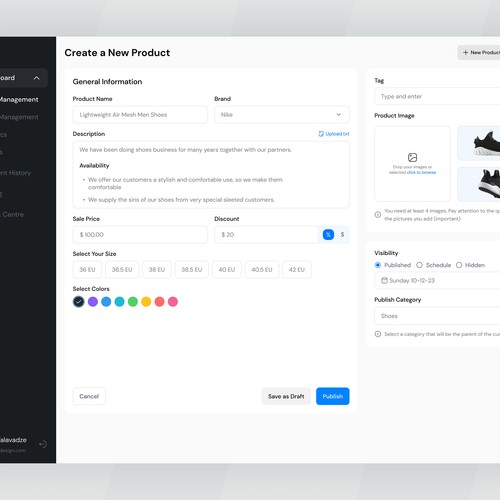 Create a New Product
+ New Product
oard
Management
Management
cs
s
nt History
g
Centre
alavadze
design.com
General Information
Product Name
Brand
Lightweight Air Mesh Men Shoes
Nike
Description
Upload txt
We have been doing shoes business for many years together with our partners.
Availability
• We offer our customers a stylish and comfortable use, so we make them
comfortable
• We supply the sins of our shoes from very special sleeted customers.
Sale Price
Discount
$ 100.00
$ 20
%
$
Select Your Size
36 EU
36.5 EU
38 EU
38.5 EU
40 EU
40.5 EU
42 EU
Select Colors
Cancel
Save as Draft
Publish
Tag
Type and enter
Product Image
Drop your images or
selected click to browse
You need at least 4 images. Pay attention to the qu
the pictures you add (important)
Visibility
Published
Schedule
Hidden
Sunday 10-12-23
Publish Category
Shoes
Select a category that will be the parent of the cur